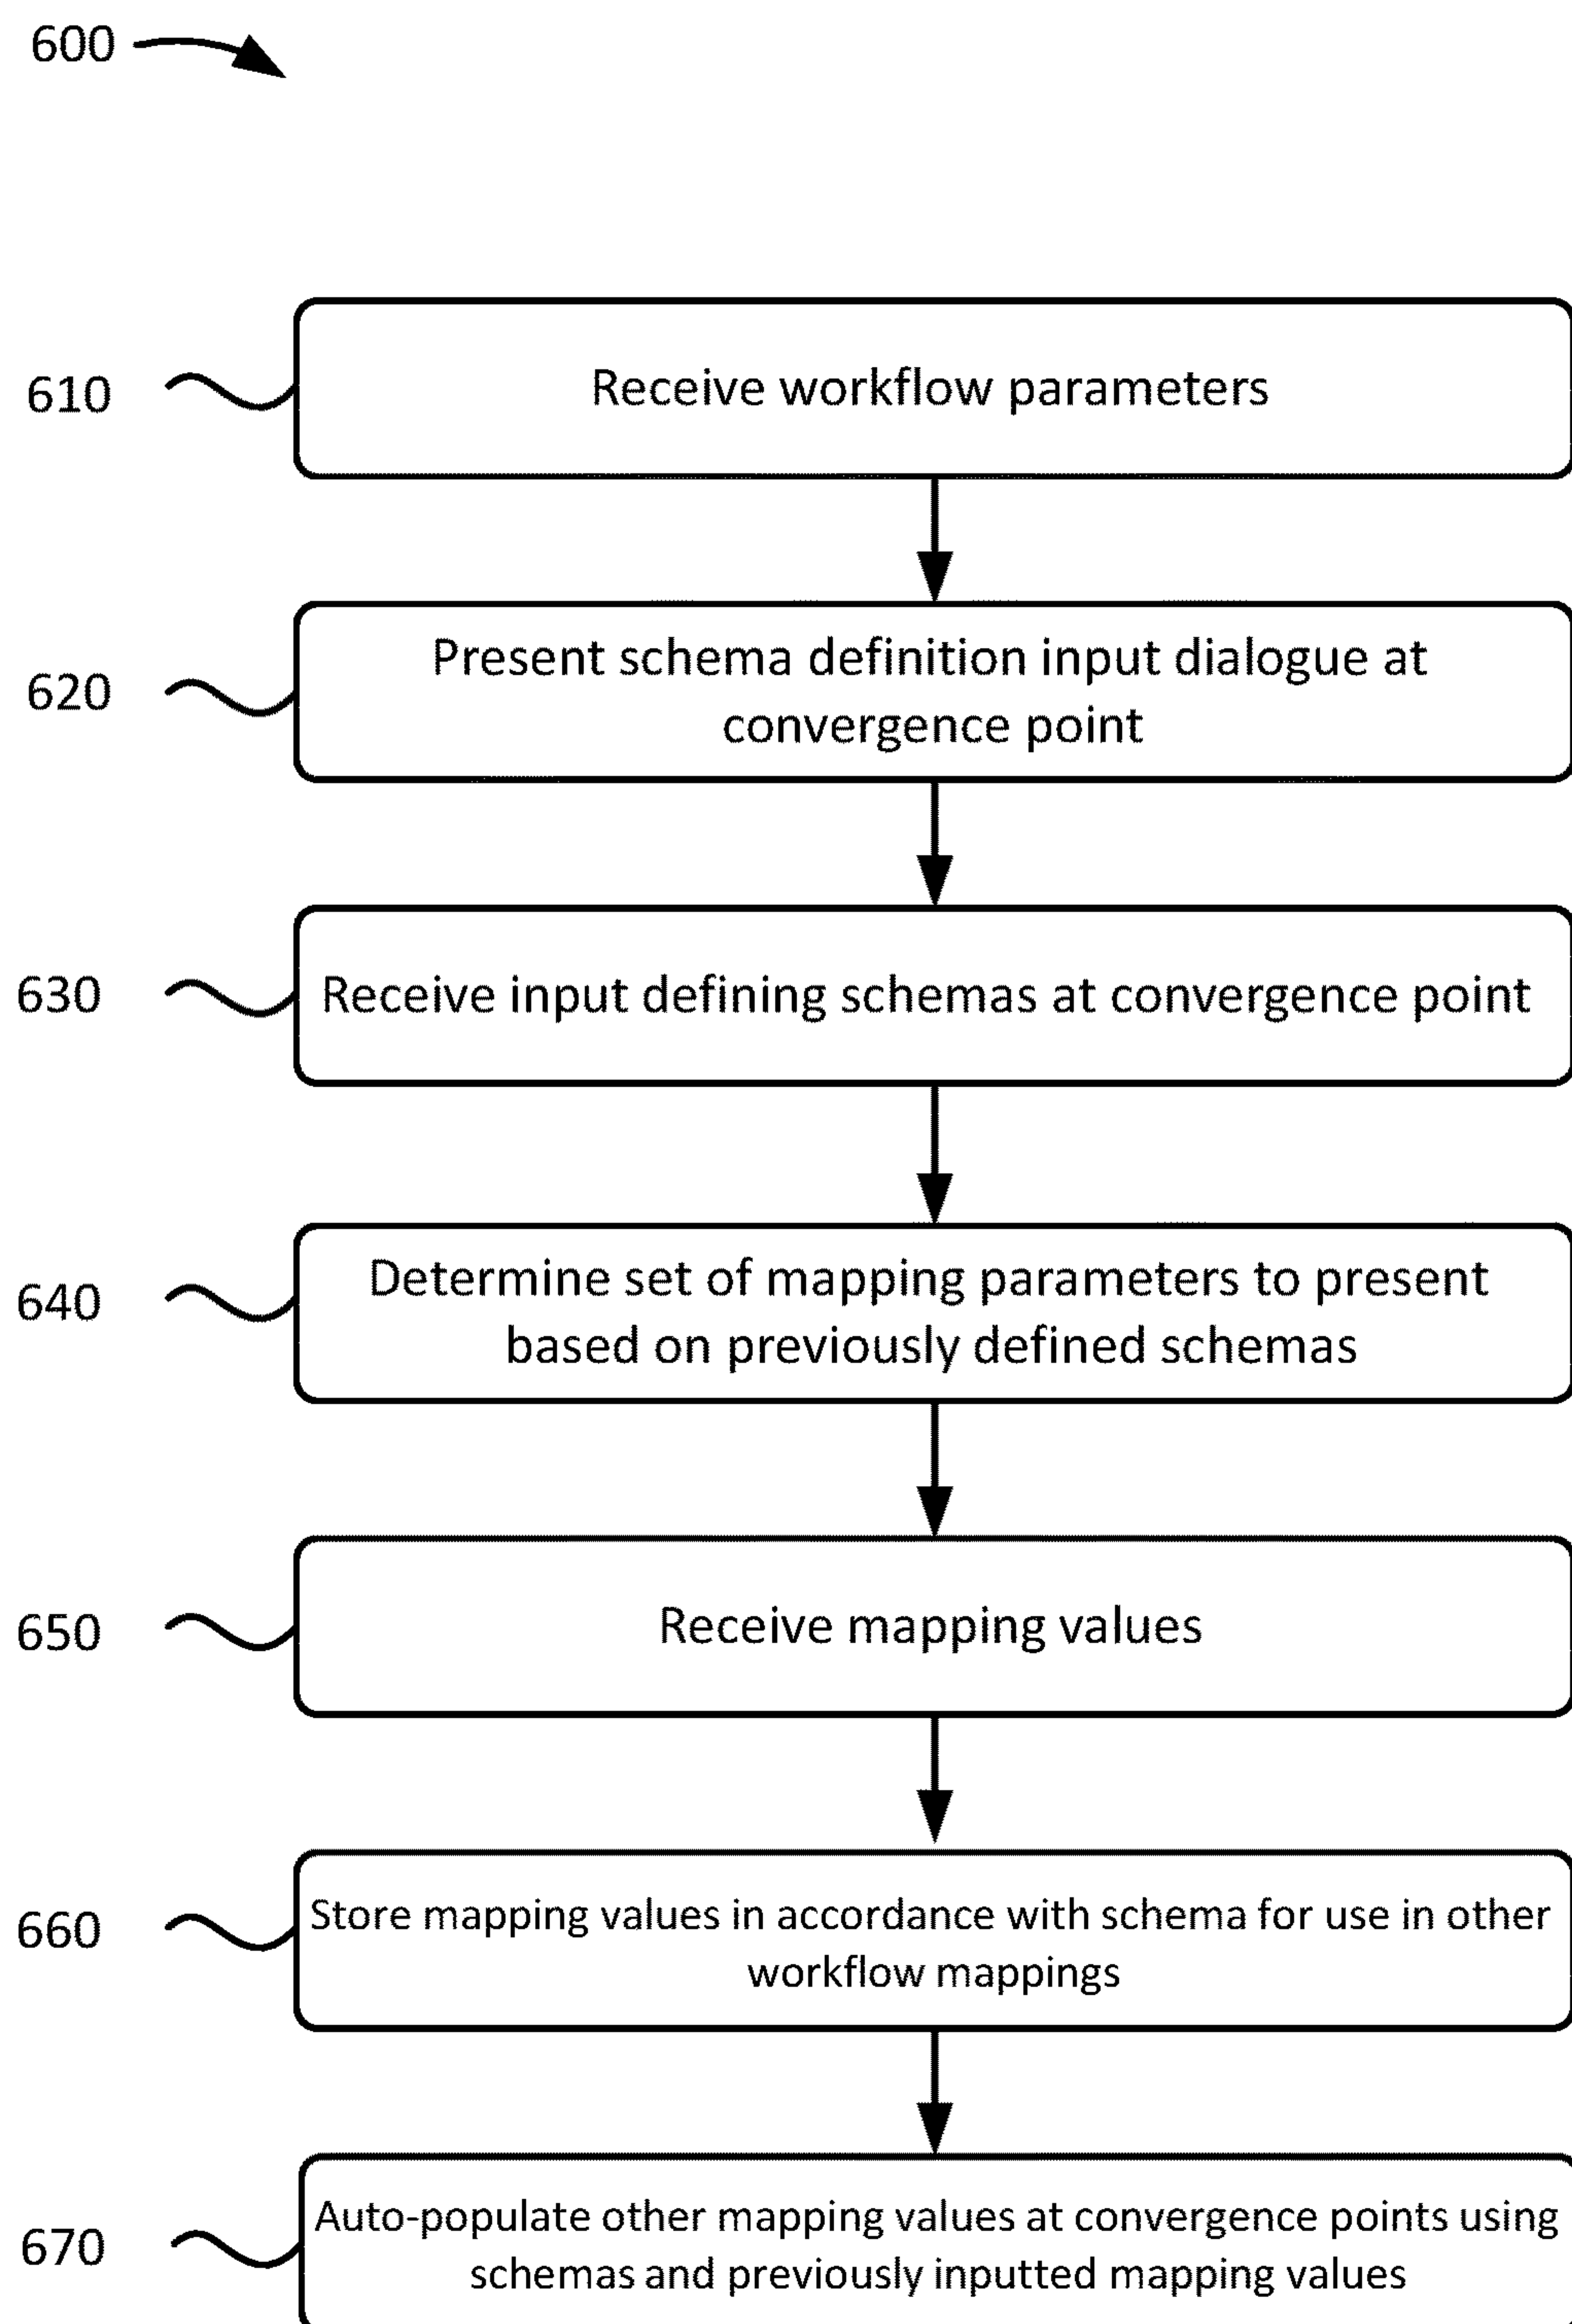 600
610
Receive workflow parameters
620
Present schema definition input dialogue at
convergence point
630
Receive input defining schemas at convergence point
640
Determine set of mapping parameters to present
based on previously defined schemas
650
Receive mapping values
660
Store mapping values in accordance with schema for use in other
workflow mappings
670
Auto-populate other mapping values at convergence points using
schemas and previously inputted mapping values